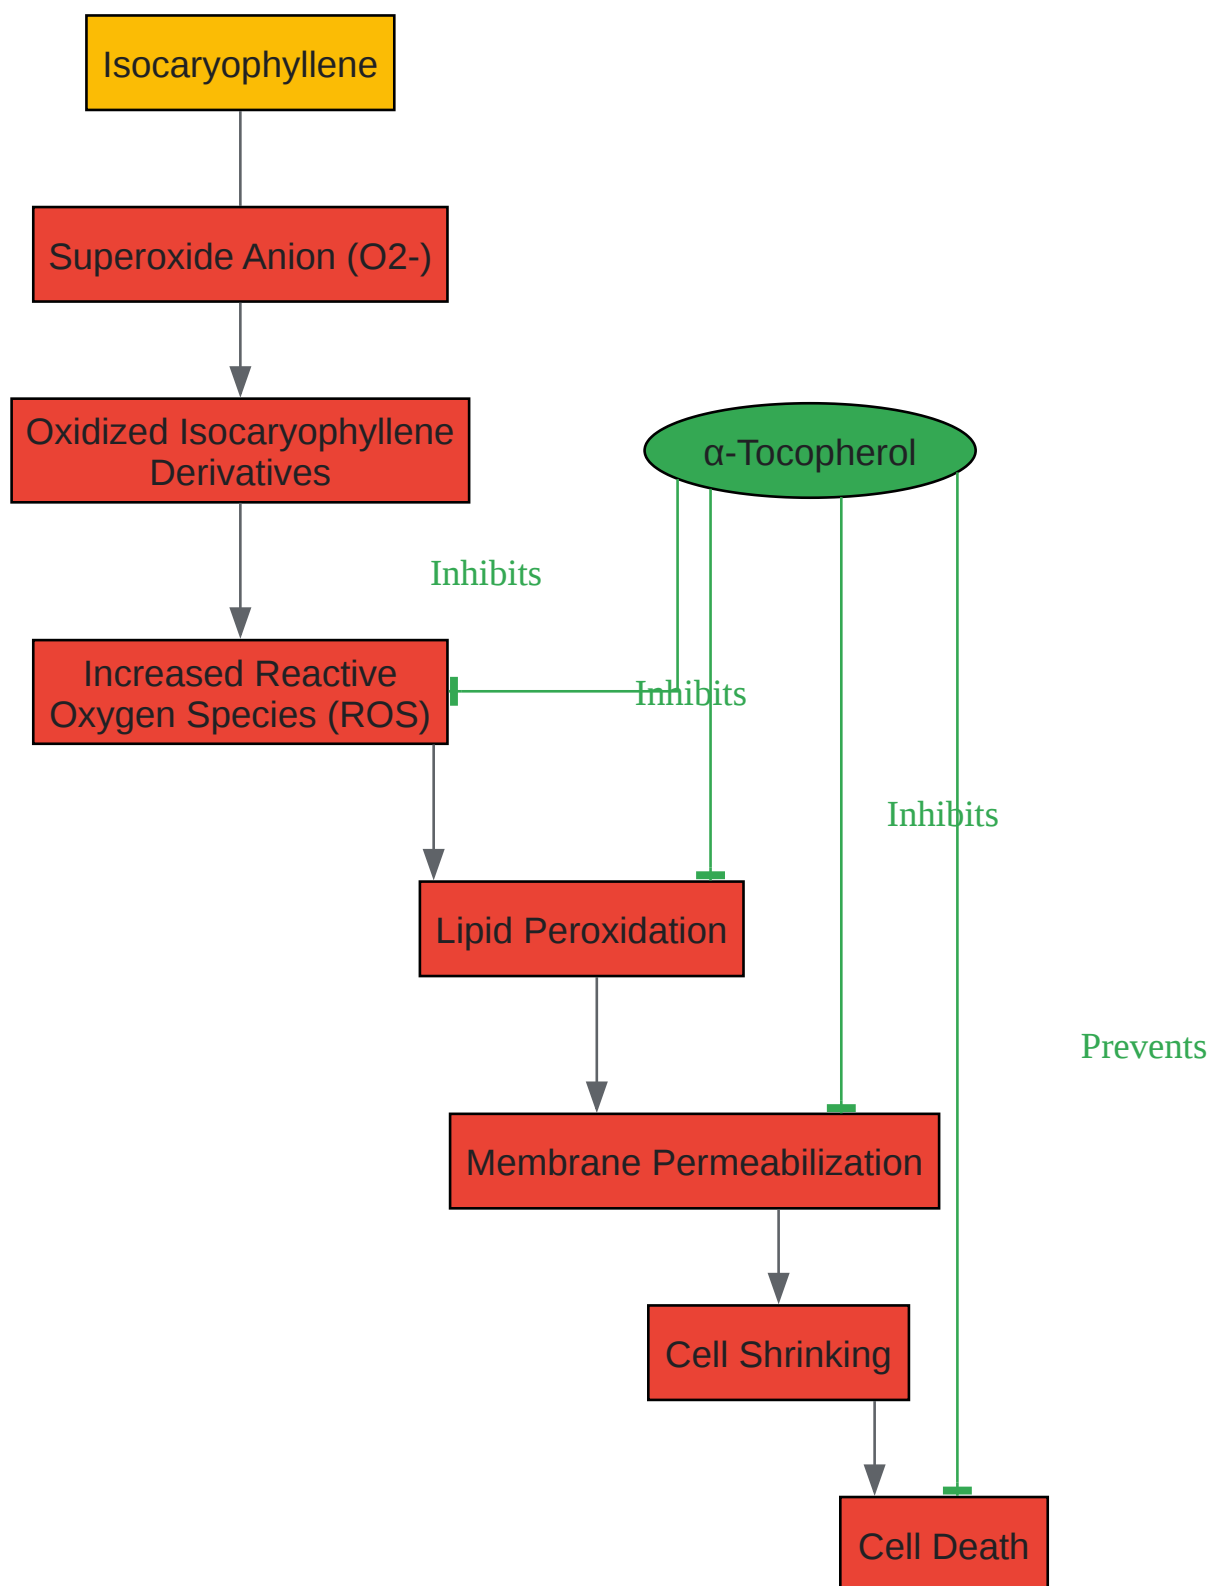 Isocaryophyllene
Superoxide Anion (O2-)
Oxidized Isocaryophyllene
Derivatives
α-Tocopherol
Inhibits
Increased Reactive
Oxygen Species (ROS)
Inhibits
Inhibits
Lipid Peroxidation
Prevents
Membrane Permeabilization
Cell Shrinking
Cell Death